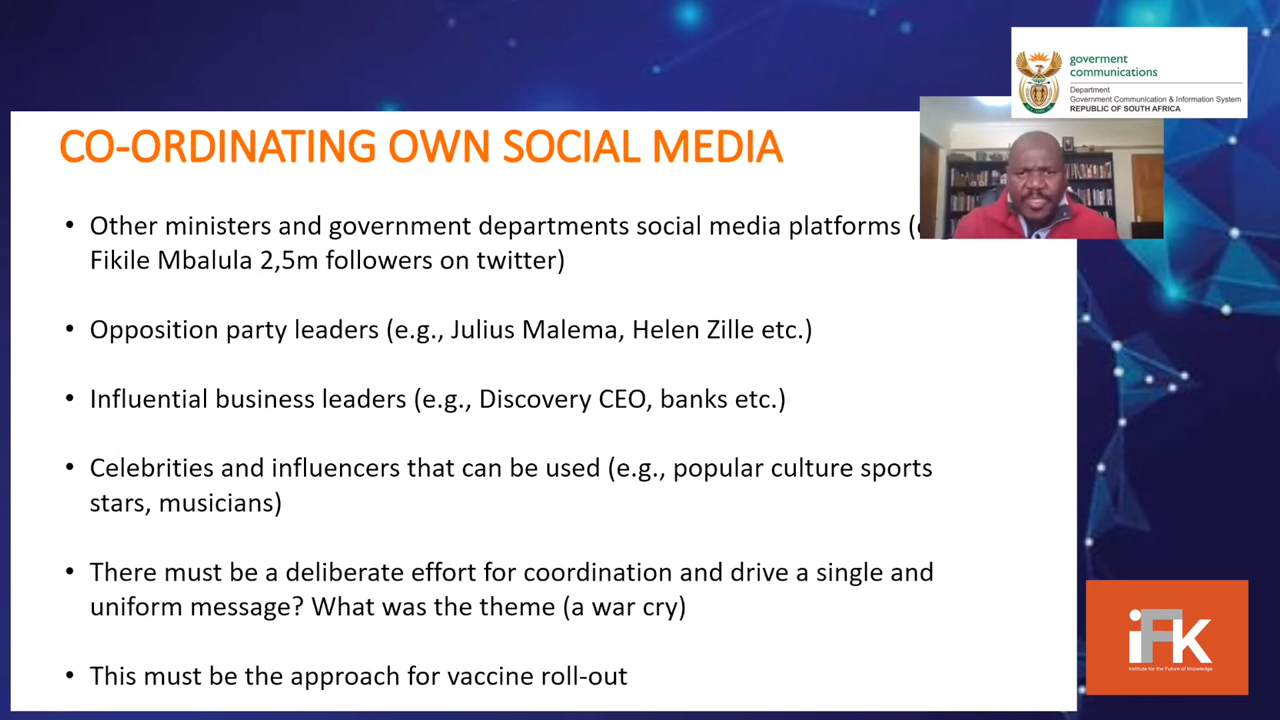 goverment
communications
Department
Government Communication & Information System
REPUBLIC OF SOUTH AFRICA
CO-ORDINATING OWN SOCIAL MEDIA
• Other ministers and government departments social media platforms (
Fikile Mbalula 2,5m followers on twitter)
• Opposition party leaders (e.g., Julius Malema, Helen Zille etc.)
• Influential business leaders (e.g., Discovery CEO, banks etc.)
• Celebrities and influencers that can be used (e.g., popular culture sports
stars, musicians)
• There must be a deliberate effort for coordination and drive a single and
uniform message? What was the theme (a war cry)
• This must be the approach for vaccine roll-out
iFK
Institute for the Future of Knowledge